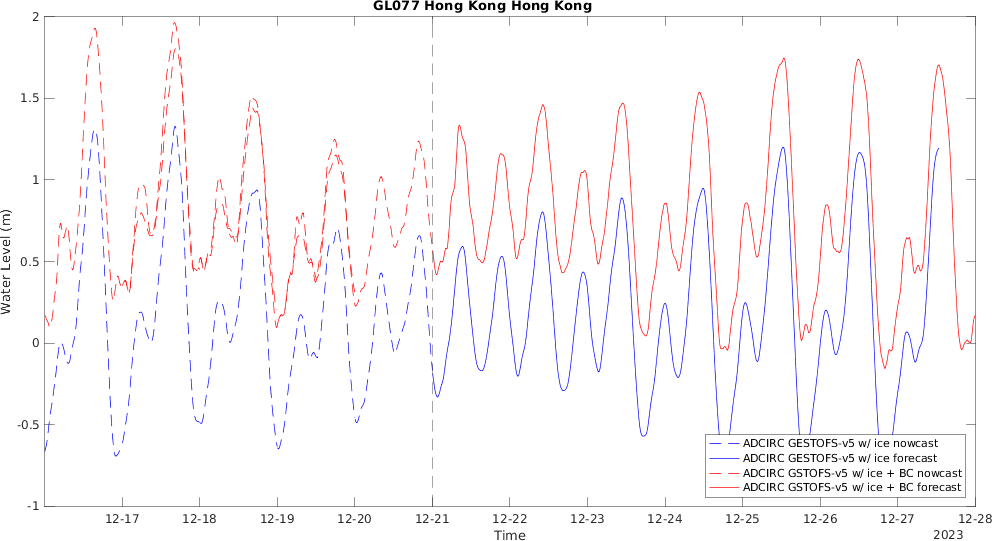 GL077 Hong Kong Hong Kong
2
1.5
1
0.5
0
-0.5
-1
Water Level (m)
12-17 12-18 12-19 12-20 12-21 12-22 12-23 12-24 12-25 12-26 12-27 12-28
Time
2023
ADCIRC GESTOFS-v5 w/ ice nowcast
ADCIRC GESTOFS-v5 w/ ice forecast
ADCIRC GSTOFS-v5 w/ ice + BC nowcast
ADCIRC GSTOFS-v5 w/ ice + BC forecast